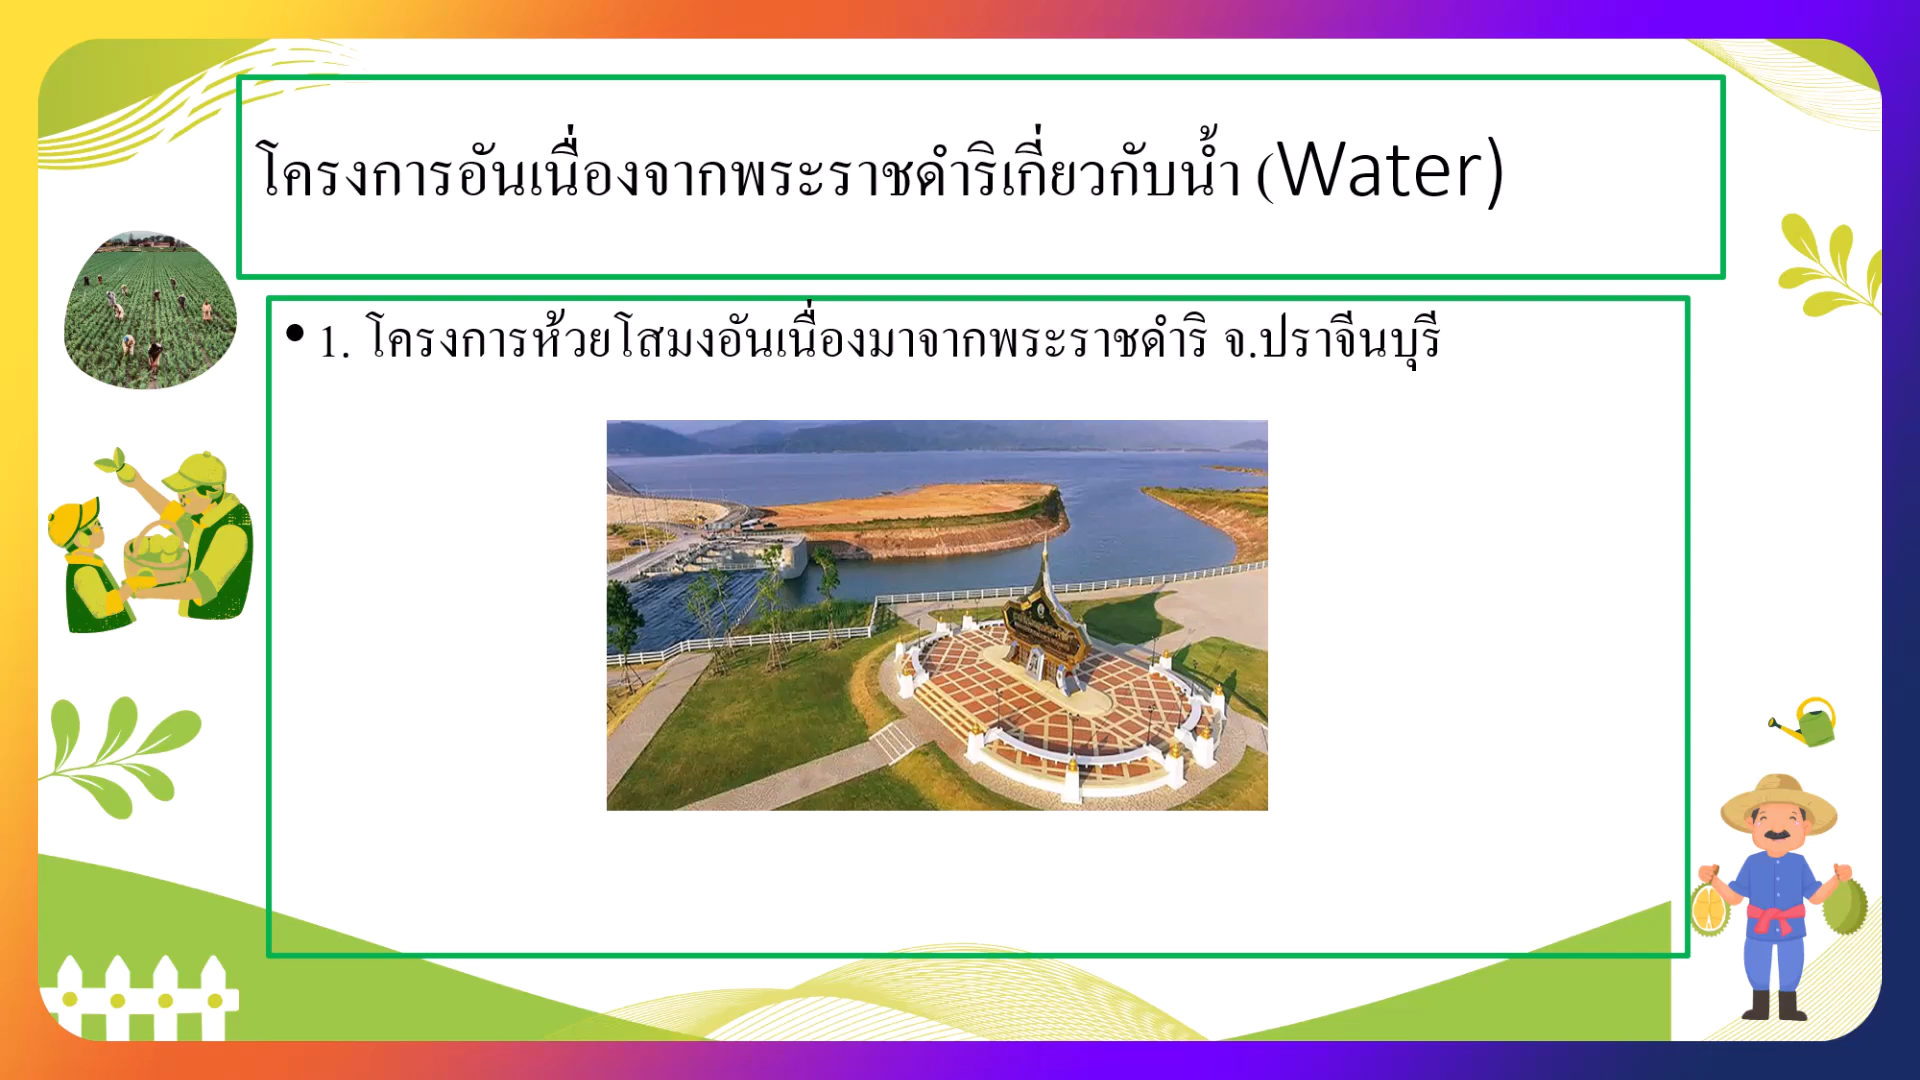 โครงการอันเนื่องจากพระราชดำริเกี่ยวกับน้ำ (Water)
• 1. โครงการห้วยโสมงอันเนื่องมาจากพระราชดำริ จ.ปราจีนบุรี